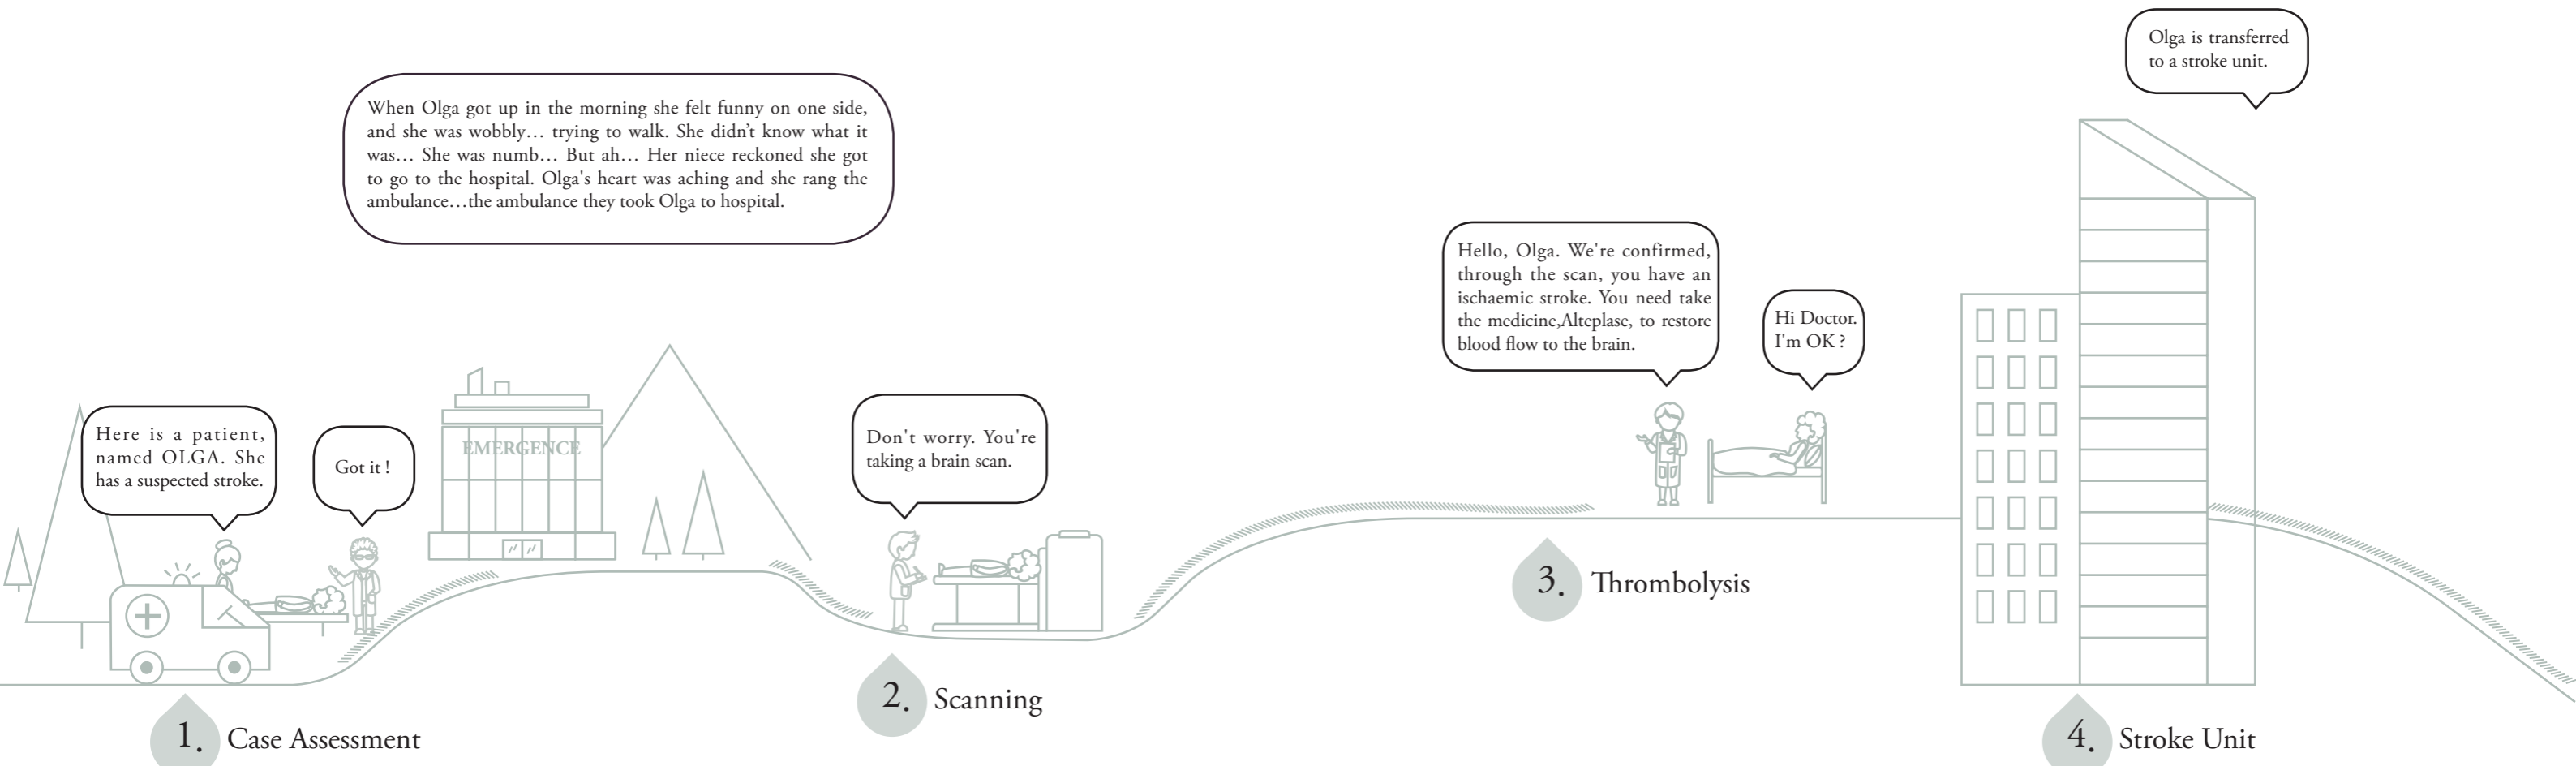 When Olga got up in the morning she felt funny on one side,
and she was wobbly… trying to walk. She didn’t know what it
was… She was numb… But ah… Her niece reckoned she got
to go to the hospital. Olga's heart was aching and she rang the
ambulance…the ambulance they took Olga to hospital.
Here is a patient,
named OLGA. She
has a suspected stroke.
Got it !
EMERGENCE
1. Case Assessment
Don't worry. You're
taking a brain scan.
2. Scanning
Hello, Olga. We're confirmed,
through the scan, you have an
ischaemic stroke. You need take
the medicine,Alteplase, to restore
blood flow to the brain.
Hi Doctor.
I'm OK ?
3. Thrombolysis
Olga is transferred
to a stroke unit.
4. Stroke Unit